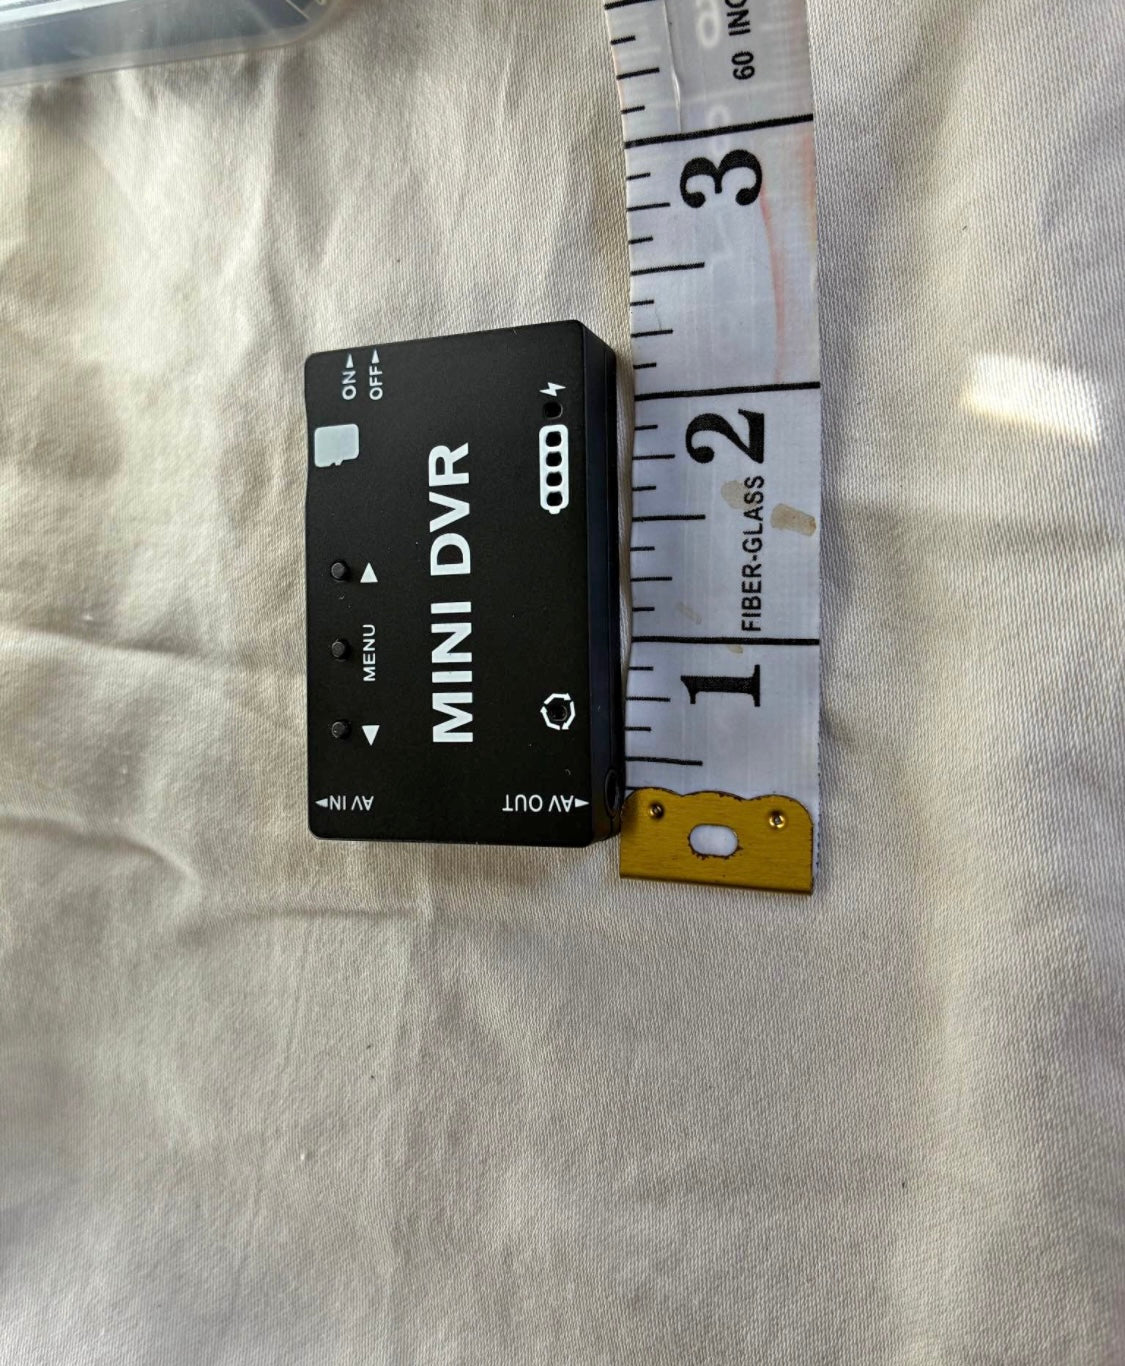 ON
OFF
MINI DVR
MENU
AV IN
AV OUT
60 INC
3
2
FIBER-GLASS
1